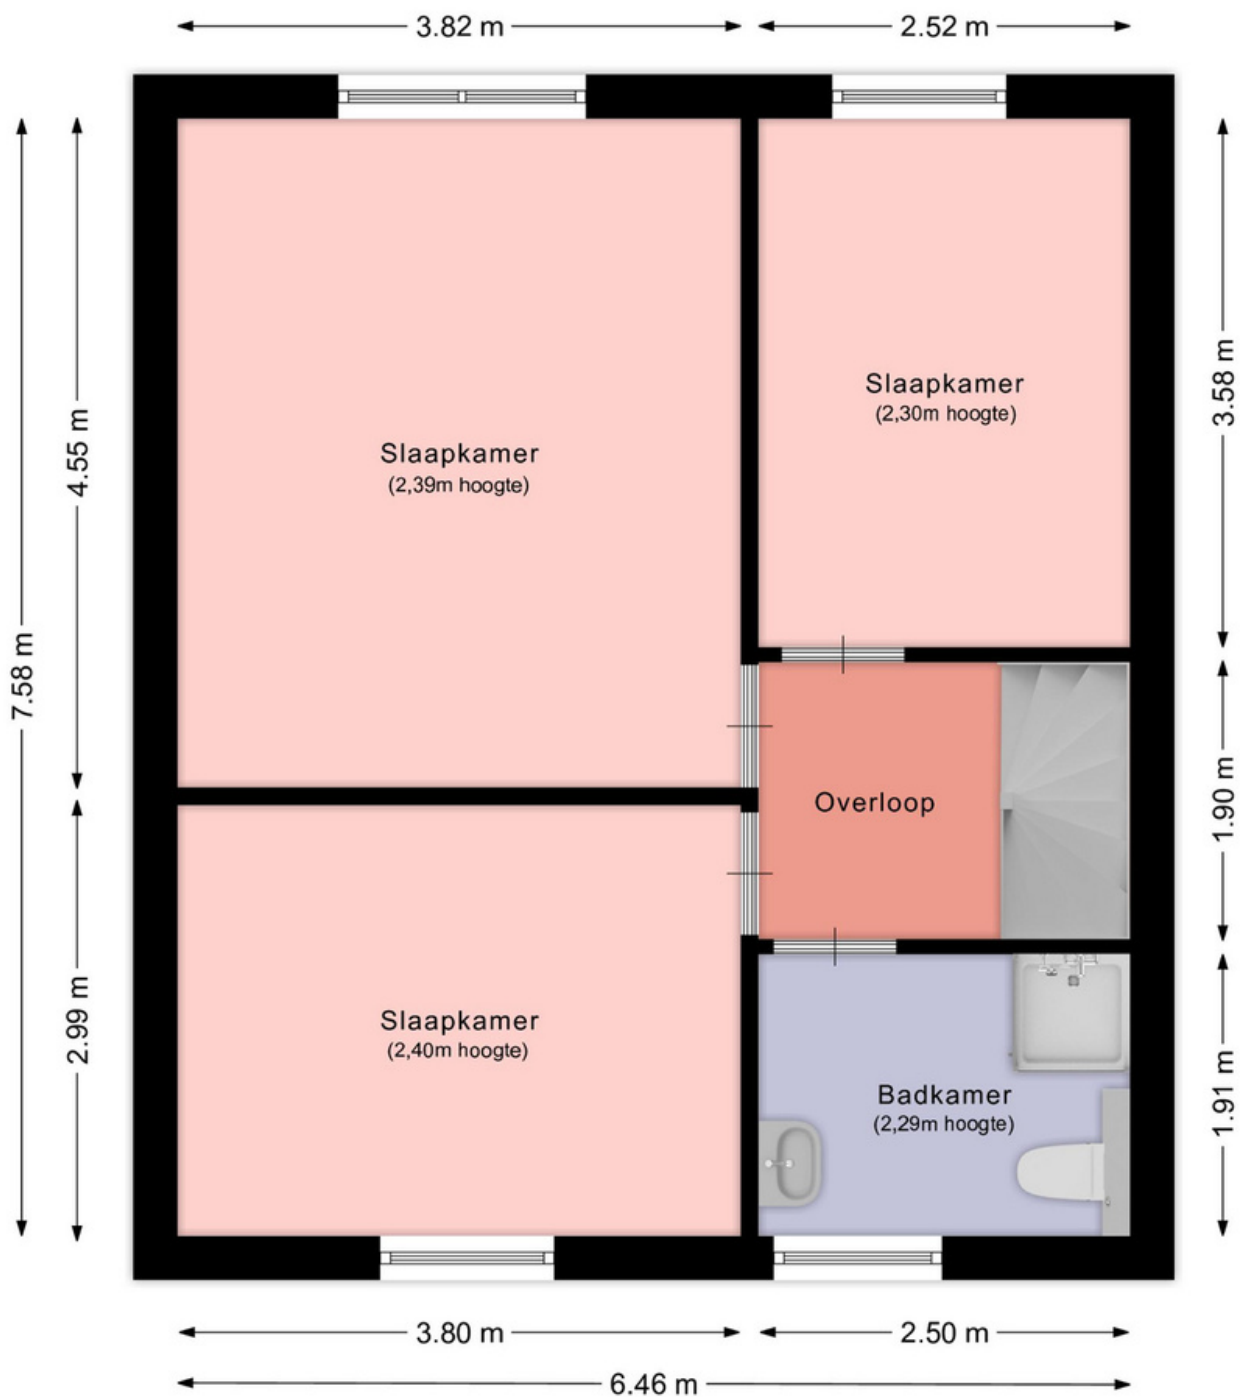 3.82 m
2.52 m
Slaapkamer
(2,30m hoogte)
3.58 m
4.55 m
Slaapkamer
(2,39m hoogte)
7.58 m
Overloop
1.90 m
2.99 m
Slaapkamer
(2,40m hoogte)
Badkamer
(2,29m hoogte)
1.91 m
3.80 m
2.50 m
6.46 m